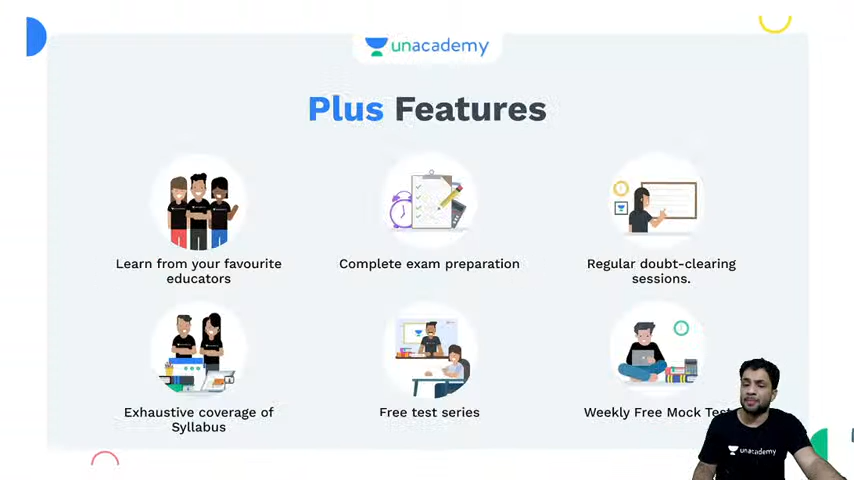 unacademy
Plus Features
Learn from your favourite
educators
Complete exam preparation
Regular doubt-clearing
sessions.
Exhaustive coverage of
Syllabus
Free test series
Weekly Free Mock
unacademy